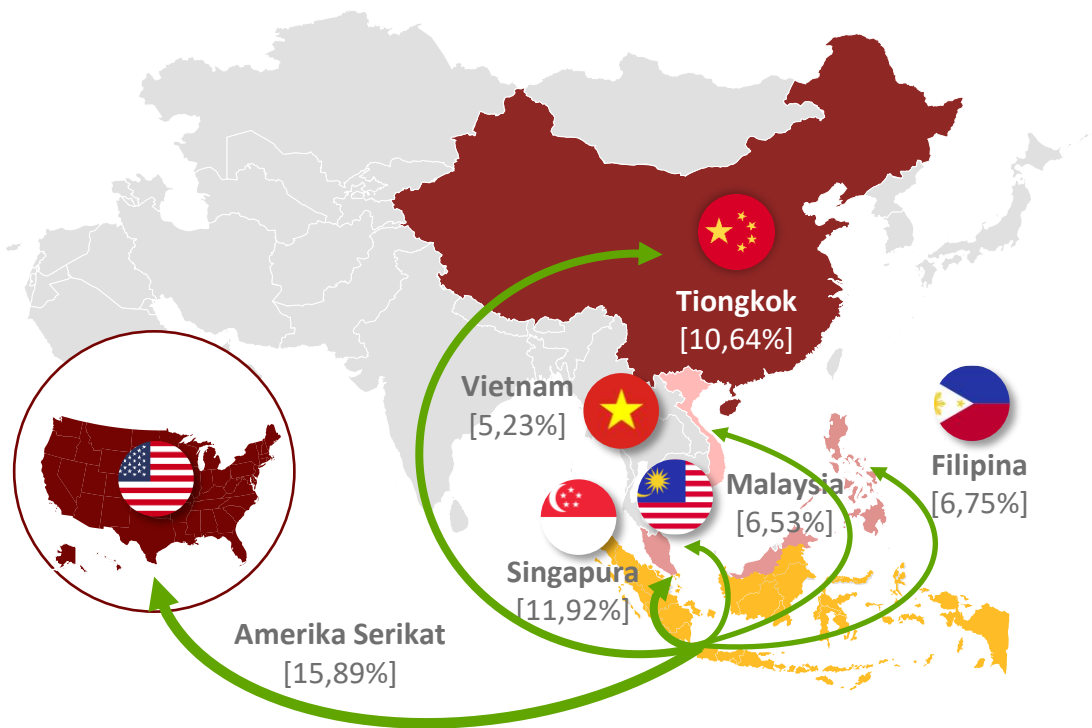 Tiongkok
[10,64%]
Vietnam
[5,23%]
Filipina
[6,75%]
Malaysia
[6,53%]
Singapura
[11,92%]
Amerika Serikat
[15,89%]